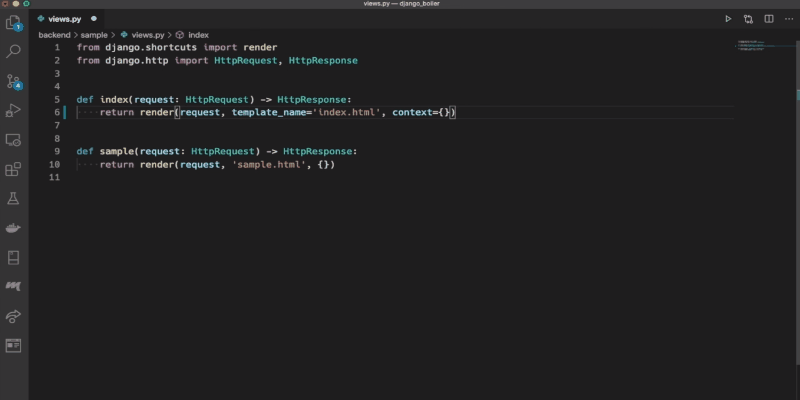 views.py — django_boiler
views.py
backend > sample > views.py > index
1 from django.shortcuts import render
2 from django.http import HttpRequest, HttpResponse
3
4
5 def index(request: HttpRequest) -> HttpResponse:
6 return render(request, template_name='index.html', context={})
7
8
9 def sample(request: HttpRequest) -> HttpResponse:
10 return render(request, 'sample.html', {})
11
1
4